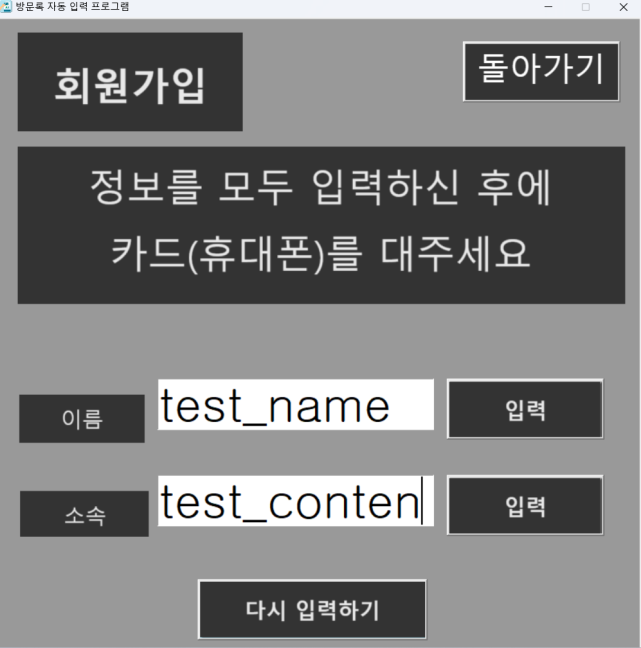 방문록 자동 입력 프로그램
회원가입
돌아가기
정보를 모두 입력하신 후에
카드(휴대폰)를 대주세요
이름
test_name
입력
소속
test_conten
입력
다시 입력하기